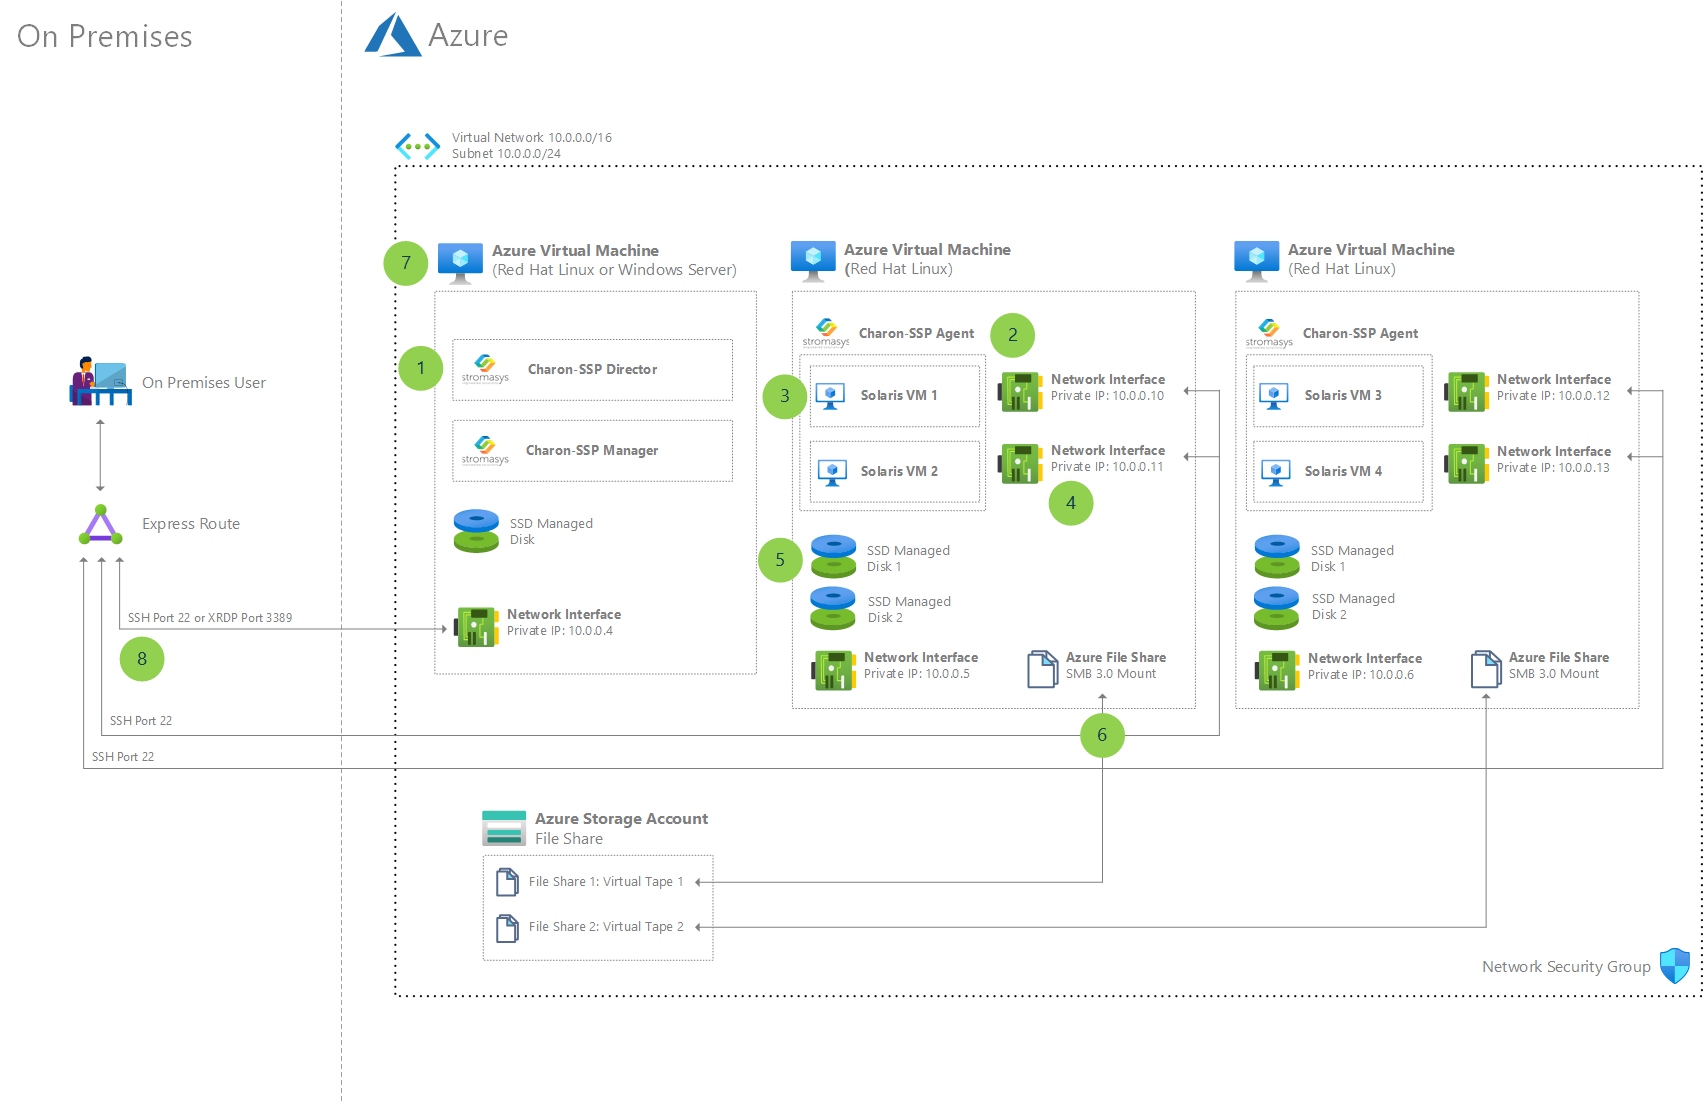 On Premises
Azure
Virtual Network 10.0.0.0/16
Subnet 10.0.0.0/24
7
Azure Virtual Machine
(Red Hat Linux or Windows Server)
1
stromasys
Charon-SSP Director
stromasys
Charon-SSP Manager
SSD Managed
Disk
Network Interface
Private IP: 10.0.0.4
Azure Virtual Machine
(Red Hat Linux)
stromasys
Charon-SSP Agent
2
3
Solaris VM 1
Solaris VM 2
Network Interface
Private IP: 10.0.0.10
Network Interface
Private IP: 10.0.0.11
4
5
SSD Managed
Disk 1
SSD Managed
Disk 2
Network Interface
Private IP: 10.0.0.5
Azure File Share
SMB 3.0 Mount
6
Azure Virtual Machine
(Red Hat Linux)
stromasys
Charon-SSP Agent
Solaris VM 3
Solaris VM 4
Network Interface
Private IP: 10.0.0.12
Network Interface
Private IP: 10.0.0.13
SSD Managed
Disk 1
SSD Managed
Disk 2
Network Interface
Private IP: 10.0.0.6
Azure File Share
SMB 3.0 Mount
On Premises User
Express Route
SSH Port 22 or XRDP Port 3389
8
SSH Port 22
SSH Port 22
Azure Storage Account
File Share
File Share 1: Virtual Tape 1
File Share 2: Virtual Tape 2
Network Security Group